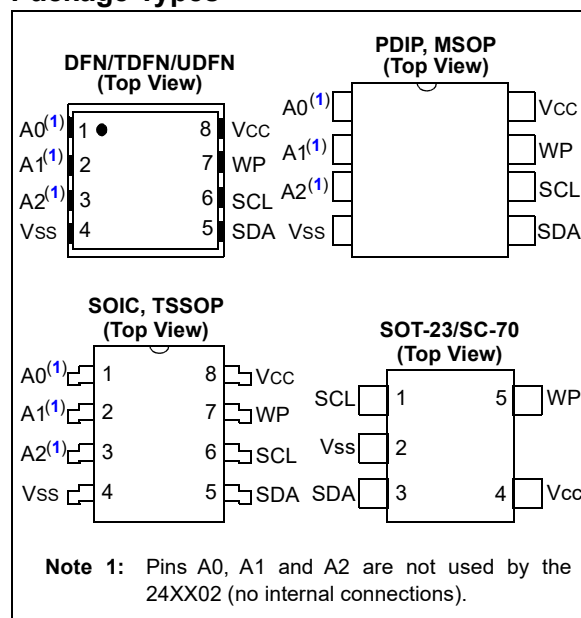 Package Types
DFN/TDFN/UDFN
(Top View)
A0(1) 1 8 VCC
A1(1) 2 7 WP
A2(1) 3 6 SCL
VSS 4 5 SDA
PDIP, MSOP
(Top View)
A0(1) VCC
A1(1) WP
A2(1) SCL
VSS SDA
SOIC, TSSOP
(Top View)
A0(1) 1 8 VCC
A1(1) 2 7 WP
A2(1) 3 6 SCL
VSS 4 5 SDA
SOT-23/SC-70
(Top View)
SCL 1 5 WP
Vss 2
SDA 3 4 Vcc
Note 1: Pins A0, A1 and A2 are not used by the
24XX02 (no internal connections).